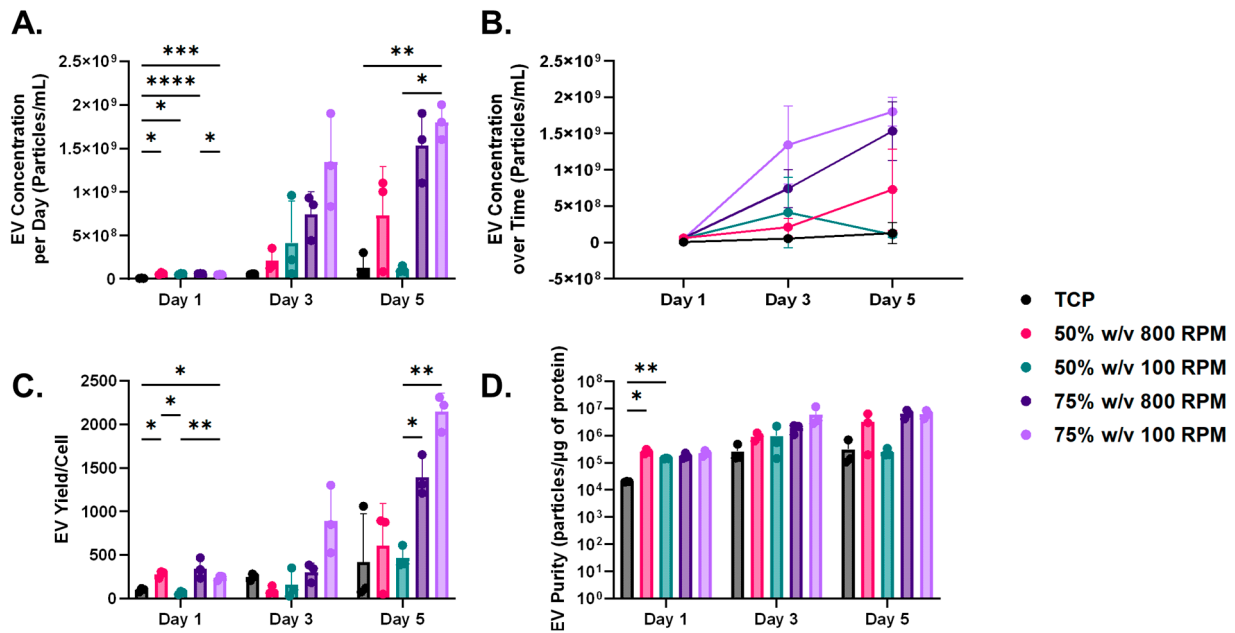 A.
EV Concentration
per Day (Particles/mL)
2.5×10⁹
2×10⁹
1.5×10⁹
1×10⁹
5×10⁸
0
***
****
*
*
*
**
*
Day 1
Day 3
Day 5
B.
EV Concentration
over Time (Particles/mL)
2.5×10⁹
2×10⁹
1.5×10⁹
1×10⁹
5×10⁸
0
-5×10⁸
Day 1
Day 3
Day 5
TCP
50% w/v 800 RPM
50% w/v 100 RPM
75% w/v 800 RPM
75% w/v 100 RPM
C.
EV Yield/Cell
2500
2000
1500
1000
500
0
*
*
*
**
**
*
Day 1
Day 3
Day 5
D.
EV Purity (particles/µg of protein)
10⁸
10⁷
10⁶
10⁵
10⁴
10³
10²
10¹
10⁰
**
*
Day 1
Day 3
Day 5